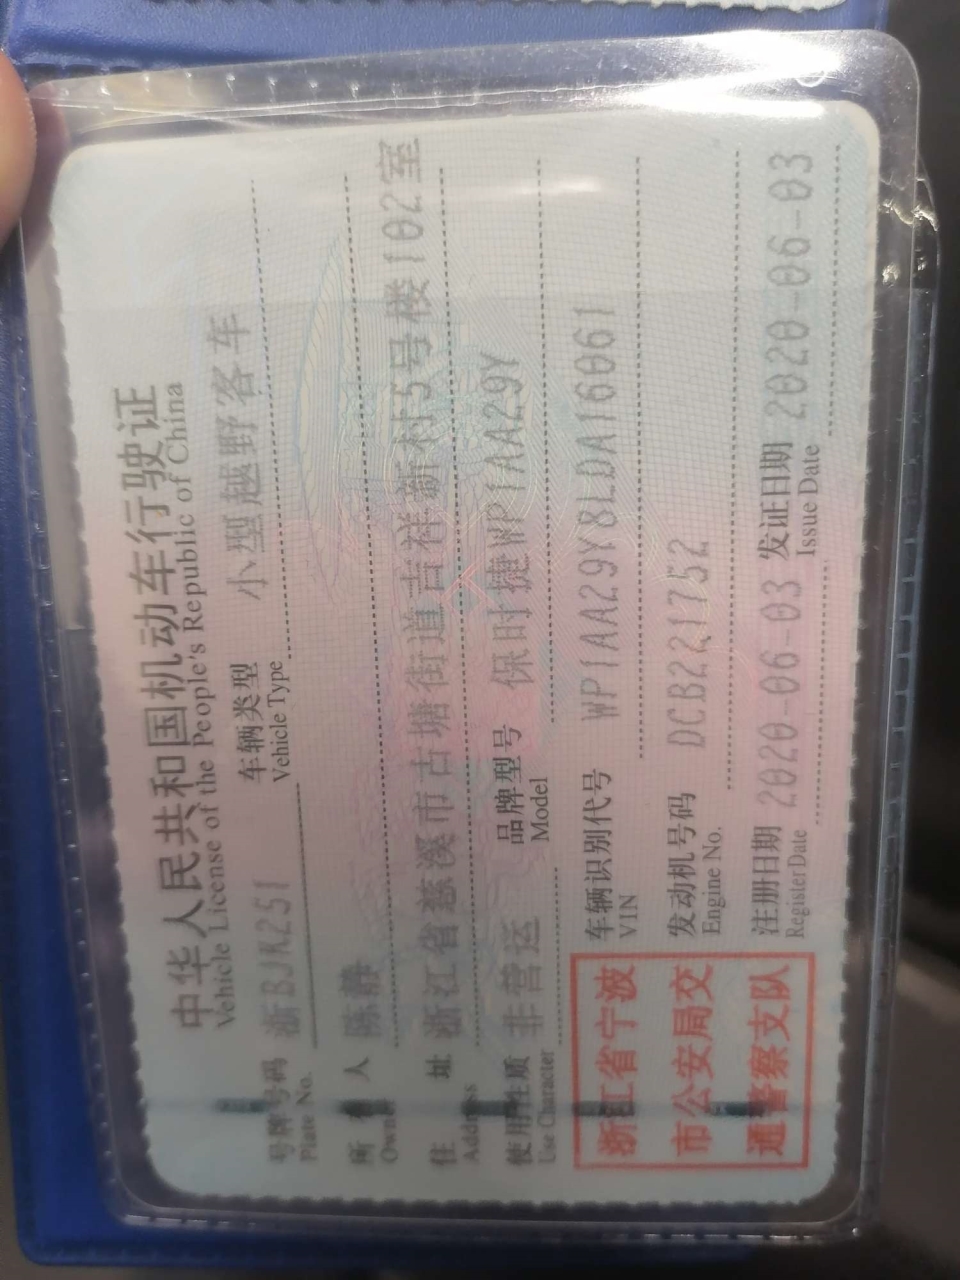 中华人民共和国机动车行驶证
Vehicle License of the People's Republic of China
号牌号码 浙BJK251 车辆类型 小型越野客车
Plate No. Vehicle Type
所有人 陈静
Owner
住址 浙江省慈溪市古塘街道吉祥新村5号楼102室
Address
使用性质 非营运 品牌型号 保时捷WP1AA29Y
Use Character Model
车辆识别代号 WP1AA29Y8LDA16061
VIN
发动机号码 DCB221752
Engine No.
注册日期 2020-06-03 发证日期 2020-06-03
Register Date Issue Date
浙江省宁波
市公安局交
通警察支队